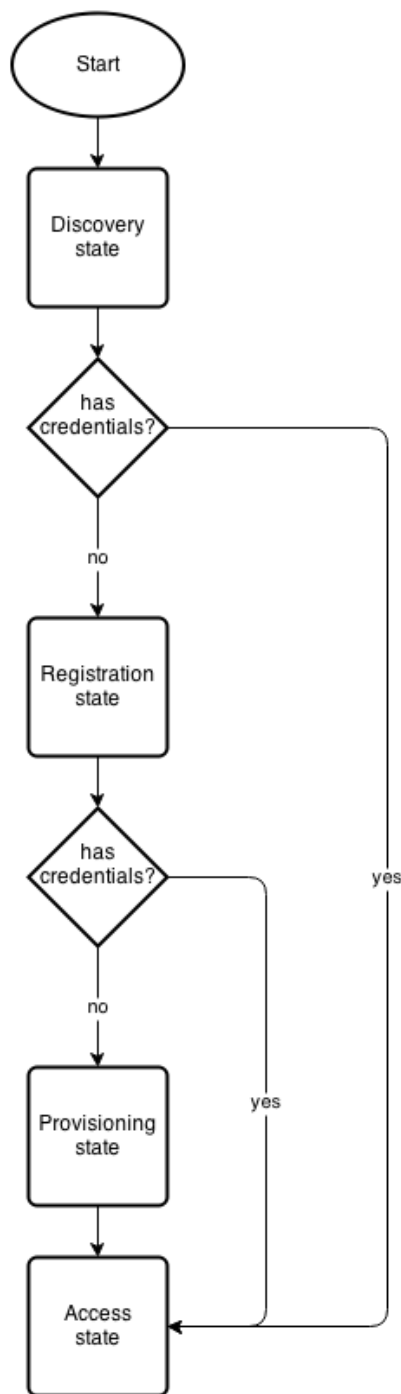 Start
Discovery
state
has
credentials?
no
Registration
state
has
credentials?
yes
no
Provisioning
state
yes
Access
state